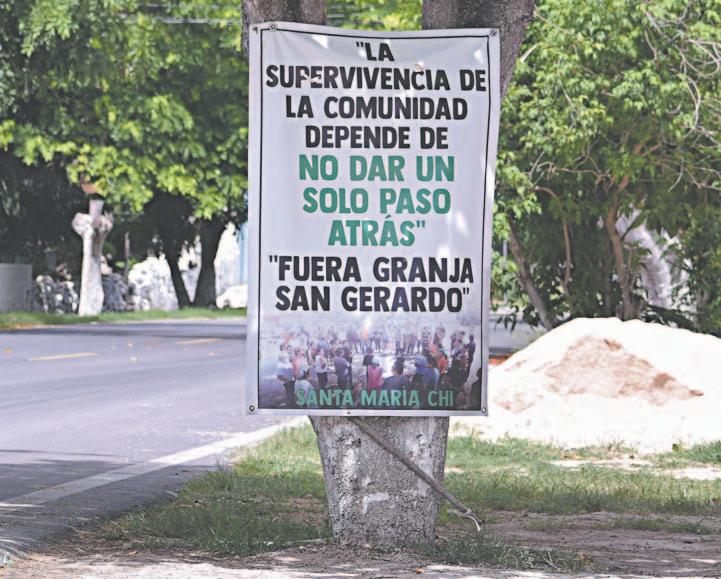 "LA
SUPERVIVENCIA DE
LA COMUNIDAD
DEPENDE DE
NO DAR UN
SOLO PASO
ATRÁS"
"FUERA GRANJA
SAN GERARDO"
SANTA MARÍA CHI